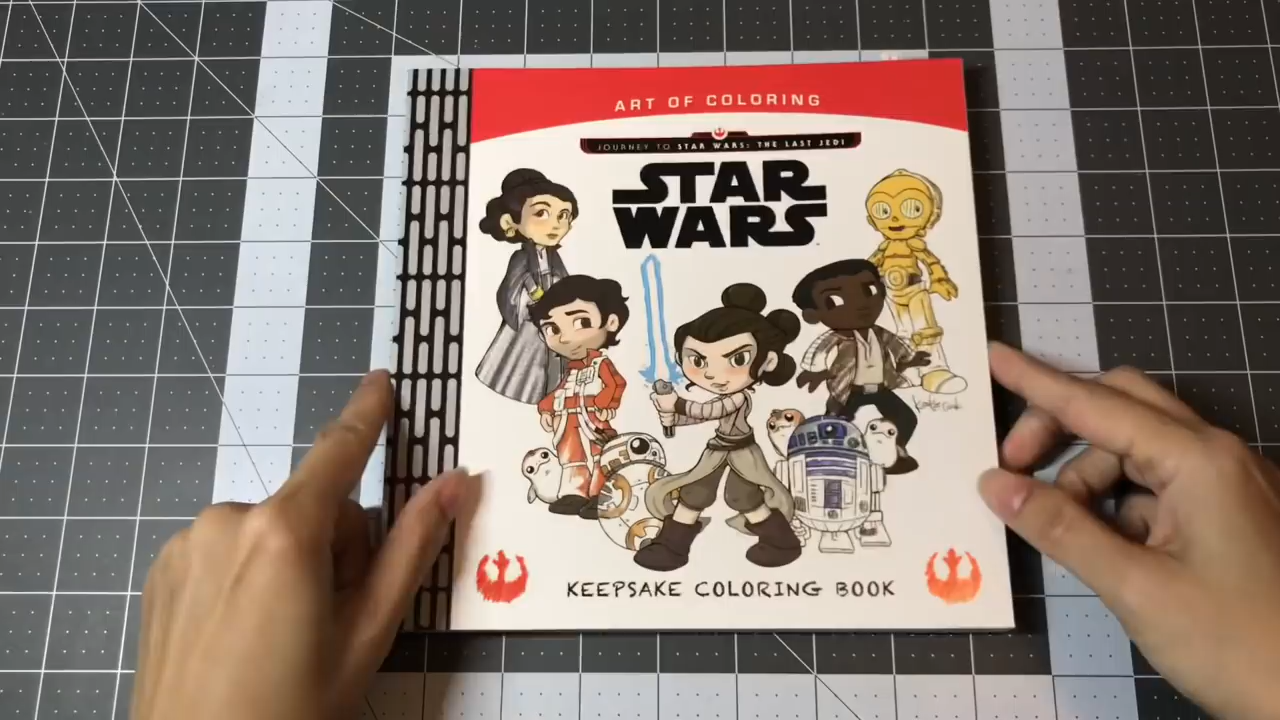 ART OF COLORING
JOURNEY TO STAR WARS: THE LAST JEDI
STAR
WARS
KEEPSAKE COLORING BOOK